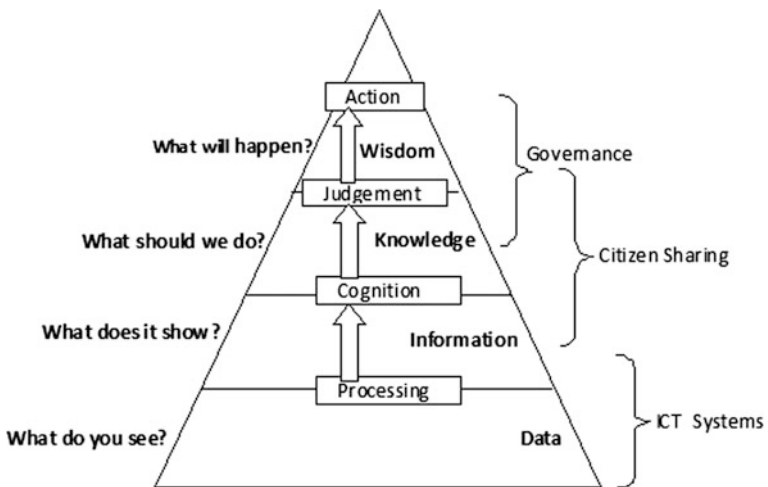 Action
What will happen?
Wisdom
Governance
Judgement
What should we do?
Knowledge
Citizen Sharing
Cognition
What does it show?
Information
Processing
ICT Systems
What do you see?
Data